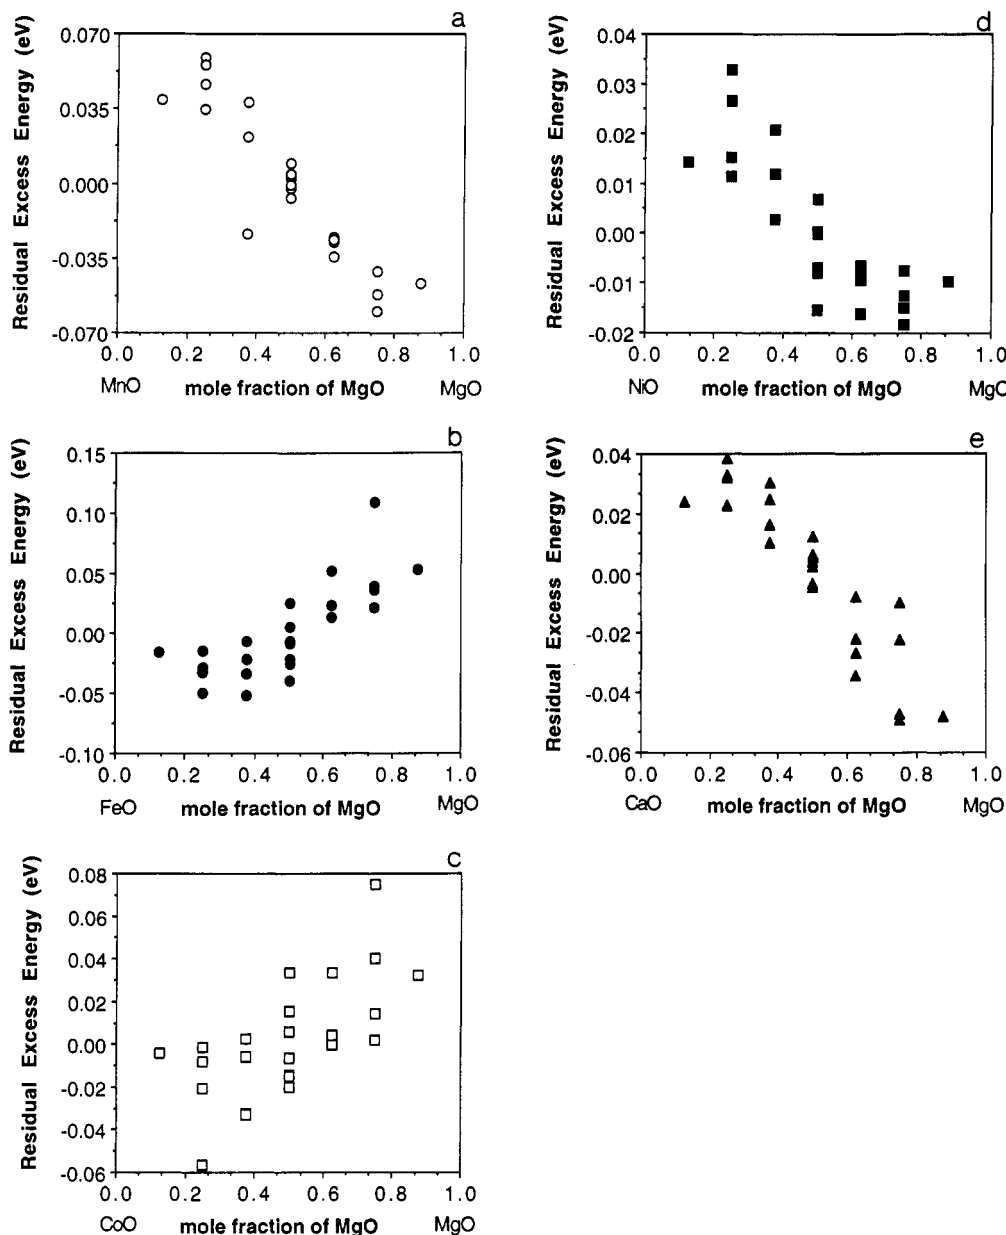 a
Residual Excess Energy (eV)
0.070
0.035
0.000
-0.035
-0.070
0.0 0.2 0.4 0.6 0.8 1.0
MnO mole fraction of MgO MgO
b
Residual Excess Energy (eV)
0.15
0.10
0.05
0.00
-0.05
-0.10
0.0 0.2 0.4 0.6 0.8 1.0
FeO mole fraction of MgO MgO
c
Residual Excess Energy (eV)
0.08
0.06
0.04
0.02
0.00
-0.02
-0.04
-0.06
0.0 0.2 0.4 0.6 0.8 1.0
CoO mole fraction of MgO MgO
d
Residual Excess Energy (eV)
0.04
0.03
0.02
0.01
0.00
-0.01
-0.02
0.0 0.2 0.4 0.6 0.8 1.0
NiO mole fraction of MgO MgO
e
Residual Excess Energy (eV)
0.04
0.02
0.00
-0.02
-0.04
-0.06
0.0 0.2 0.4 0.6 0.8 1.0
CaO mole fraction of MgO MgO